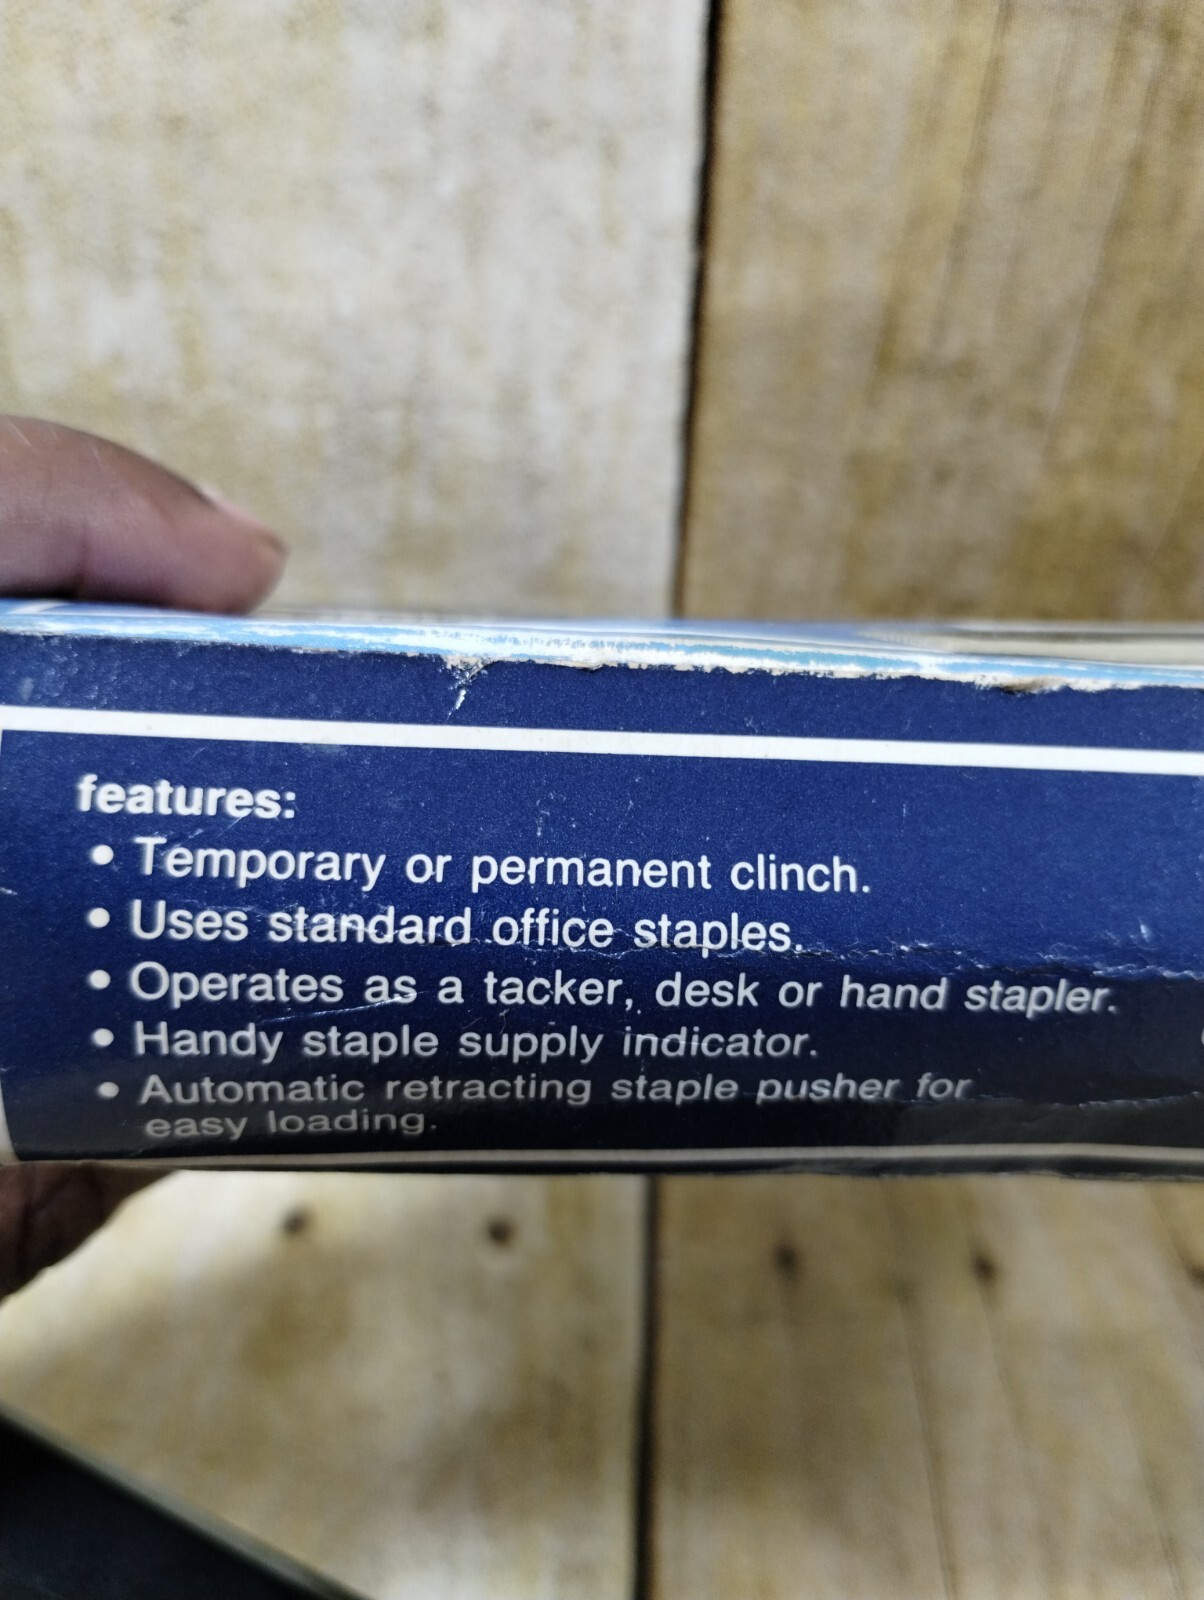 features:
• Temporary or permanent clinch.
• Uses standard office staples.
• Operates as a tacker, desk or hand stapler.
• Handy staple supply indicator.
• Automatic retracting staple pusher for
easy loading.